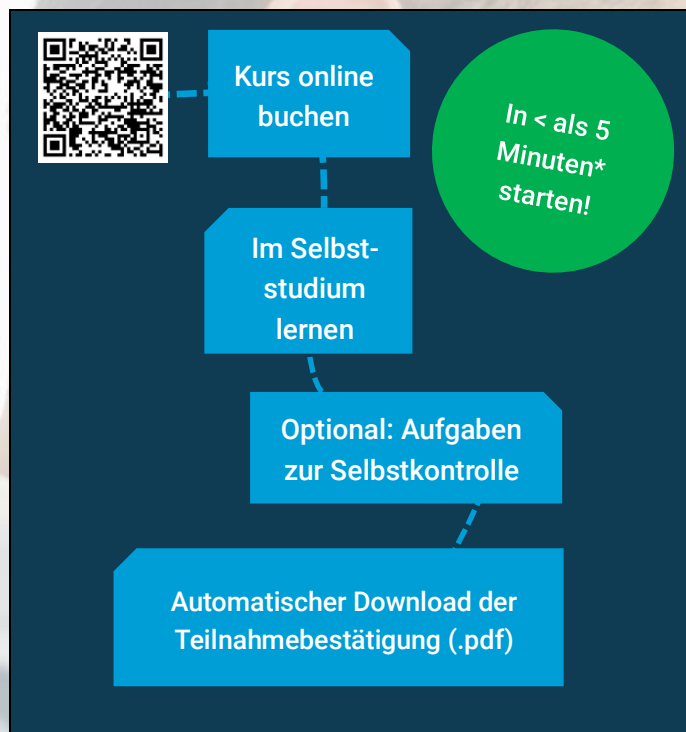 Kurs online
buchen
In < als 5
Minuten*
starten!
Im Selbst-
studium
lernen
Optional: Aufgaben
zur Selbstkontrolle
Automatischer Download der
Teilnahmebestätigung (.pdf)